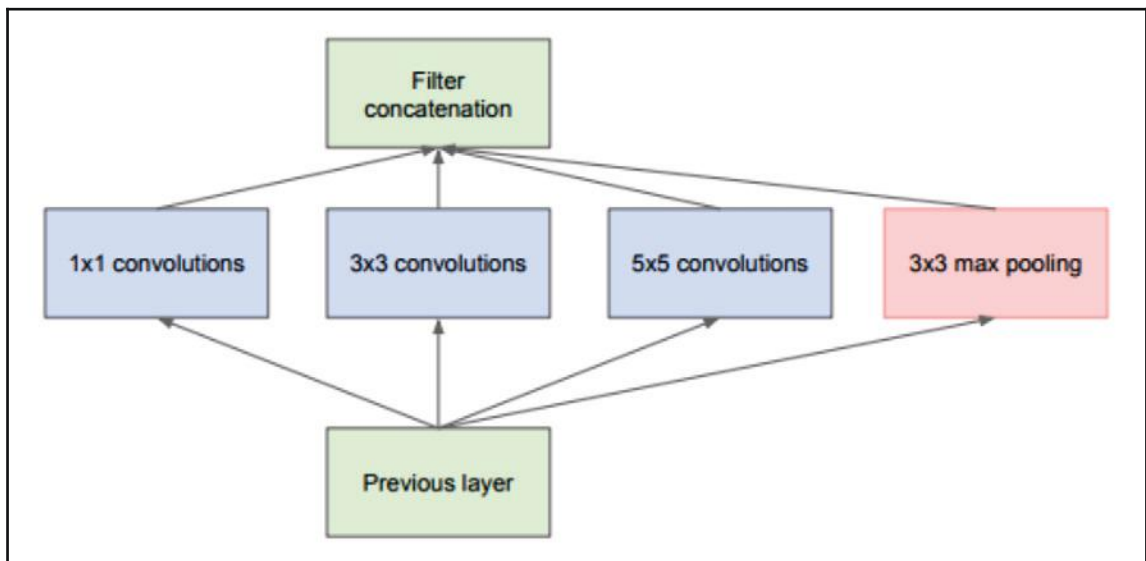 Filter
concatenation
1x1 convolutions
3x3 convolutions
5x5 convolutions
3x3 max pooling
Previous layer